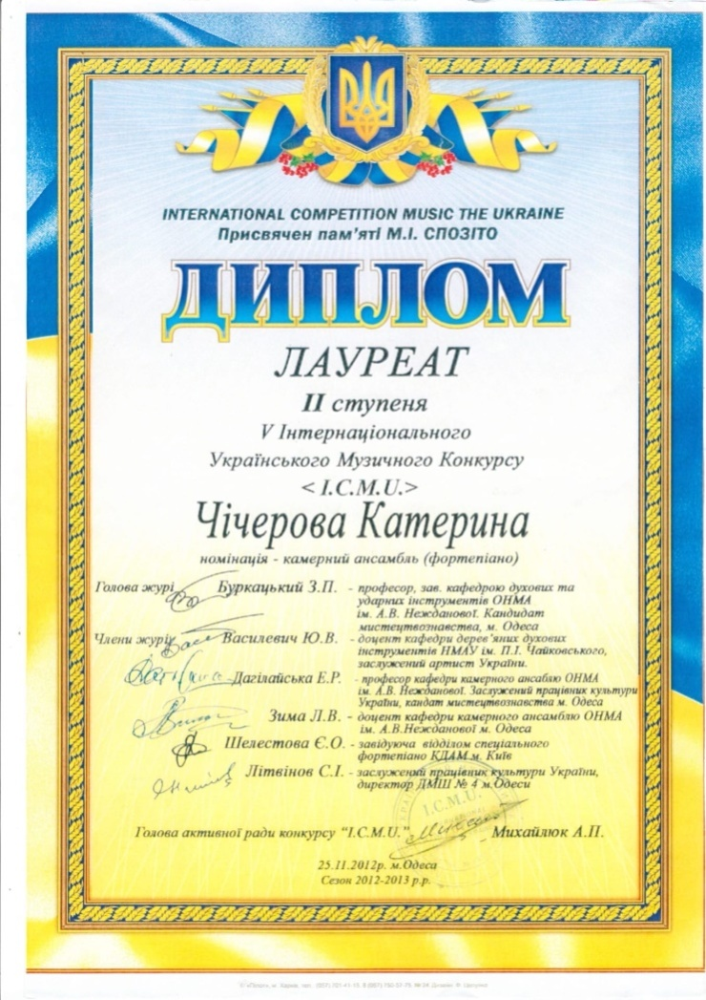 INTERNATIONAL COMPETITION MUSIC THE UKRAINE
Присвячен пам'яті М.І. СПОЗІТО
ДИПЛОМ
ЛАУРЕАТ
II ступеня
V Інтернаціонального
Українського Музичного Конкурсу
< I.C.M.U.>
Чічерова Катерина
номінація - камерний ансамбль (фортепіано)
Голова журі Буркацький З.П. - професор, зав. кафедрою духових та
ударних інструментів ОНМА
ім. А.В. Нежданової. Кандидат
мистецтвознавства, м. Одеса
Члени журі Василевич Ю.В. - доцент кафедри дерев'яних духових
інструментів НМАУ ім. П.І. Чайковського,
заслужений артист України.
Дагілайська Е.Р. - професор кафедри камерного ансаблю ОНМА
ім. А.В. Нежданової. Заслужений працівник культури
України, кандат мистецтвознавства м. Одеса
Зима Л.В. - доцент кафедри камерного ансамблю ОНМА
ім. А.В.Нежданової м. Одеса
Шелестова Є.О. - завідуюча відділом спеціального
фортепіано КДАМ м. Київ
Літвінов С.І. - заслужений працівник культури України,
директор ДМШ № 4 м.Одеси
I.C.M.U.
Голова активної ради конкурсу "I.C.M.U." Михайлюк А.П.
25.11.2012р. м.Одеса
Сезон 2012-2013 р.р.